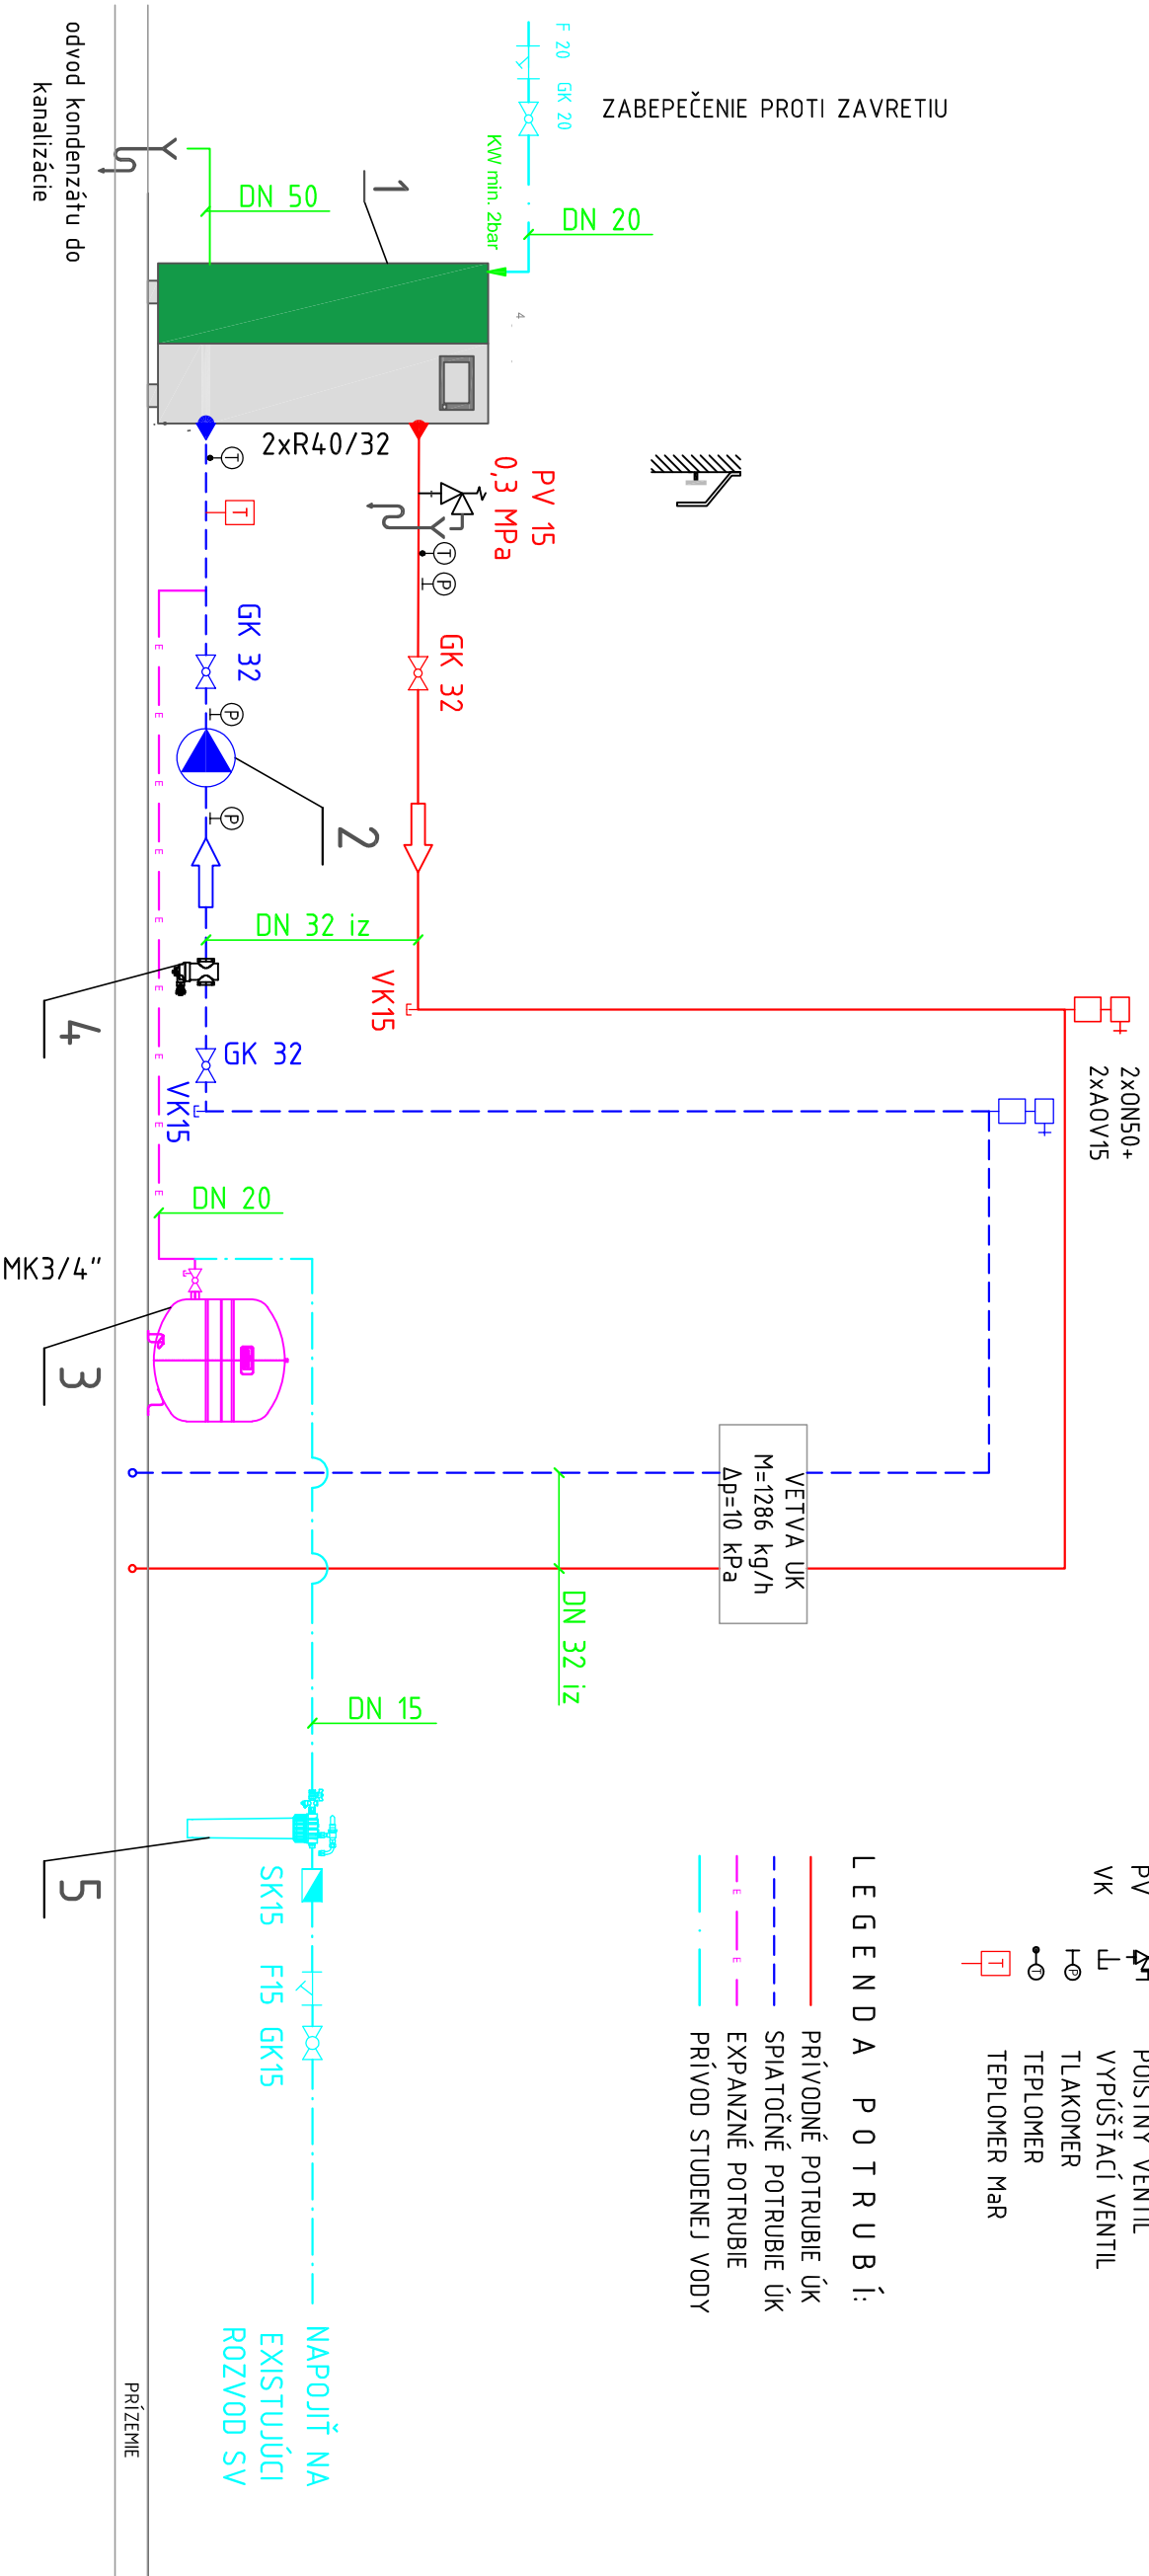 F 20 GK 20
ZABEPEČENIE PROTI ZAVRETIU
odvod kondenzátu do
kanalizácie
DN 50
1
KW min. 2bar
DN 20
4
2xR40/32
T
T
PV 15
0,3 MPa
T
P
GK 32
GK 32
P
P
2
DN 32 iz
VK15
4
GK 32
VK15
2xON50+
2xAOV15
E
E
E
E
E
E
E
E
E
DN 20
MK3/4"
3
VETVA UK
M=1286 kg/h
Δp=10 kPa
DN 32 iz
DN 15
5
SK15 F15 GK15
NAPOJIŤ NA
EXISTUJÚCI
ROZVOD SV
PRÍZEMIE
PV POISTNÝ VENTIL
VK VYPÚŠŤACÍ VENTIL
P TLAKOMER
T TEPLOMER
T TEPLOMER MaR
LEGENDA POTRUBÍ:
PRÍVODNÉ POTRUBIE ÚK
SPIATOČNÉ POTRUBIE ÚK
E E EXPANZNÉ POTRUBIE
PRÍVOD STUDENEJ VODY